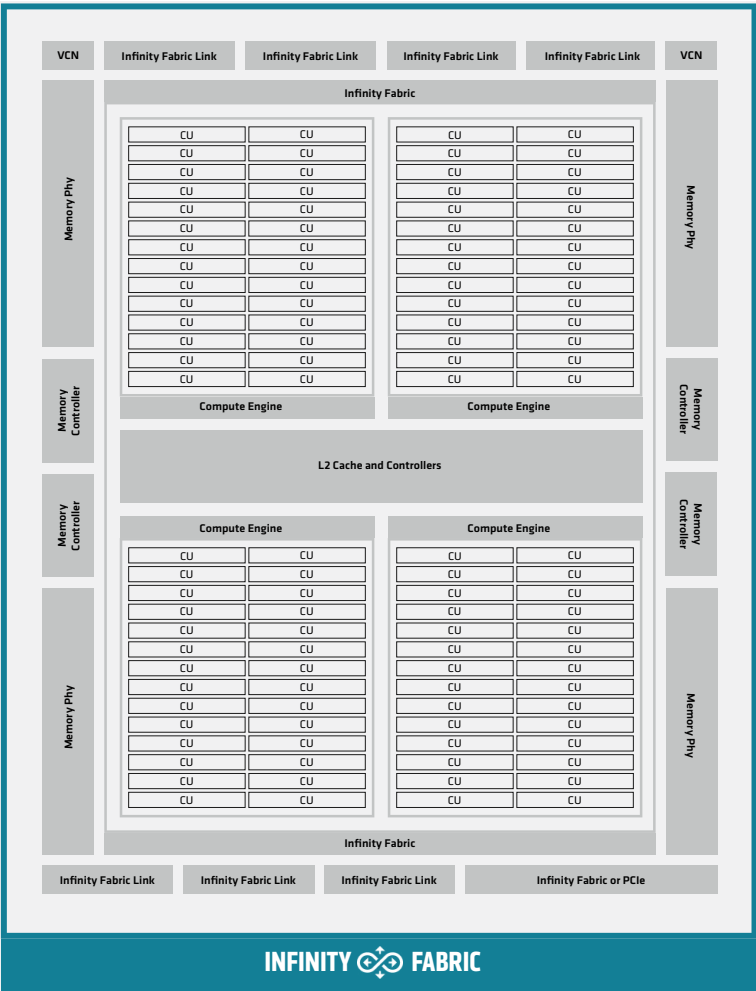 VCN Infinity Fabric Link Infinity Fabric Link Infinity Fabric Link Infinity Fabric Link VCN
Infinity Fabric
CU CU CU CU
CU CU CU CU
CU CU CU CU
CU CU CU CU
CU CU CU CU
Memory Phy
Memory Phy
CU CU CU CU
CU CU CU CU
CU CU CU CU
CU CU CU CU
CU CU CU CU
CU CU CU CU
CU CU CU CU
CU CU CU CU
CU CU CU CU
Compute Engine Compute Engine
Memory
Controller
Memory
Controller
L2 Cache and Controllers
Memory
Controller
Memory
Controller
Compute Engine Compute Engine
CU CU CU CU
CU CU CU CU
CU CU CU CU
CU CU CU CU
CU CU CU CU
CU CU CU CU
CU CU CU CU
CU CU CU CU
CU CU CU CU
Memory Phy
Memory Phy
CU CU CU CU
CU CU CU CU
CU CU CU CU
CU CU CU CU
CU CU CU CU
Infinity Fabric
Infinity Fabric Link Infinity Fabric Link Infinity Fabric Link Infinity Fabric or PCIe
INFINITY FABRIC